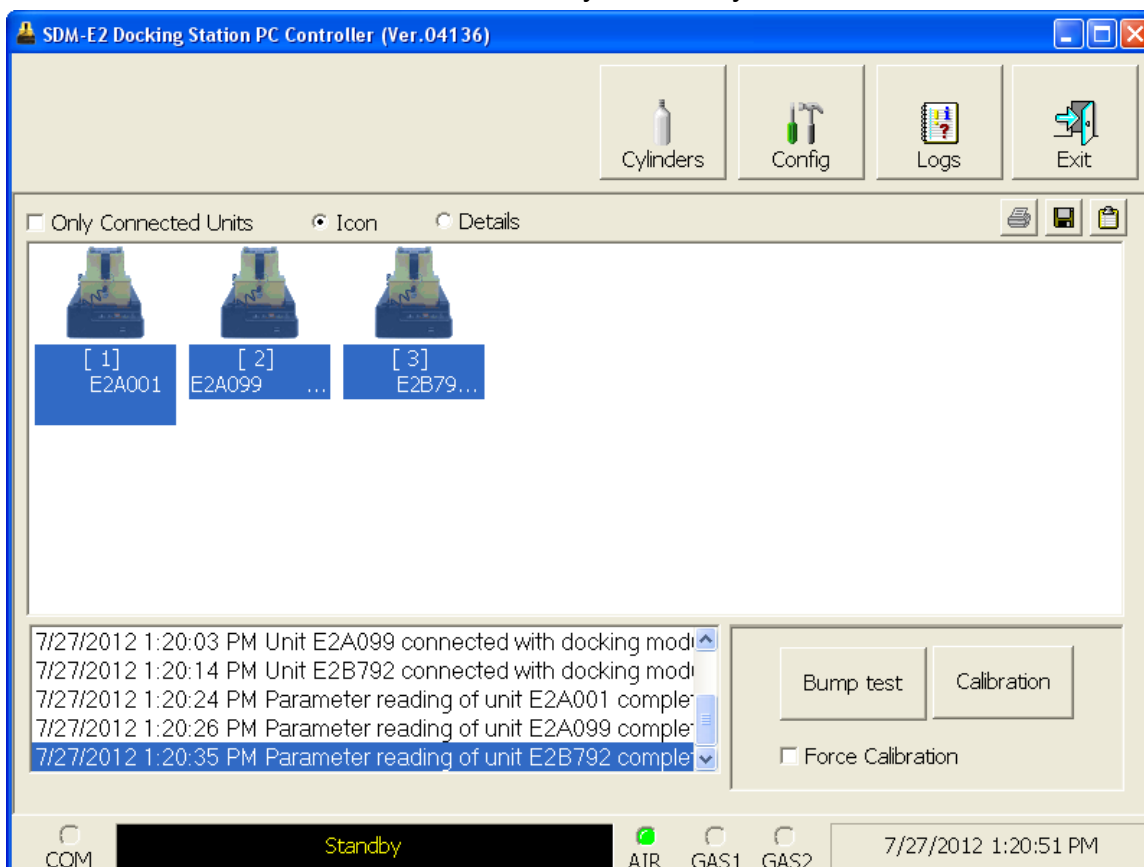 SDM-E2 Docking Station PC Controller (Ver.04136)
Cylinders Config Logs Exit
Only Connected Units Icon Details
[ 1] [ 2] [ 3]
E2A001 E2A099 ... E2B79...
7/27/2012 1:20:03 PM Unit E2A099 connected with docking
7/27/2012 1:20:14 PM Unit E2B792 connected with docking
7/27/2012 1:20:24 PM Parameter reading of unit E2A001
7/27/2012 1:20:26 PM Parameter reading of unit E2A099
7/27/2012 1:20:35 PM Parameter reading of unit E2B792
Bump test Calibration
Force Calibration
COM Standby AIR GAS1 GAS2 7/27/2012 1:20:51 PM